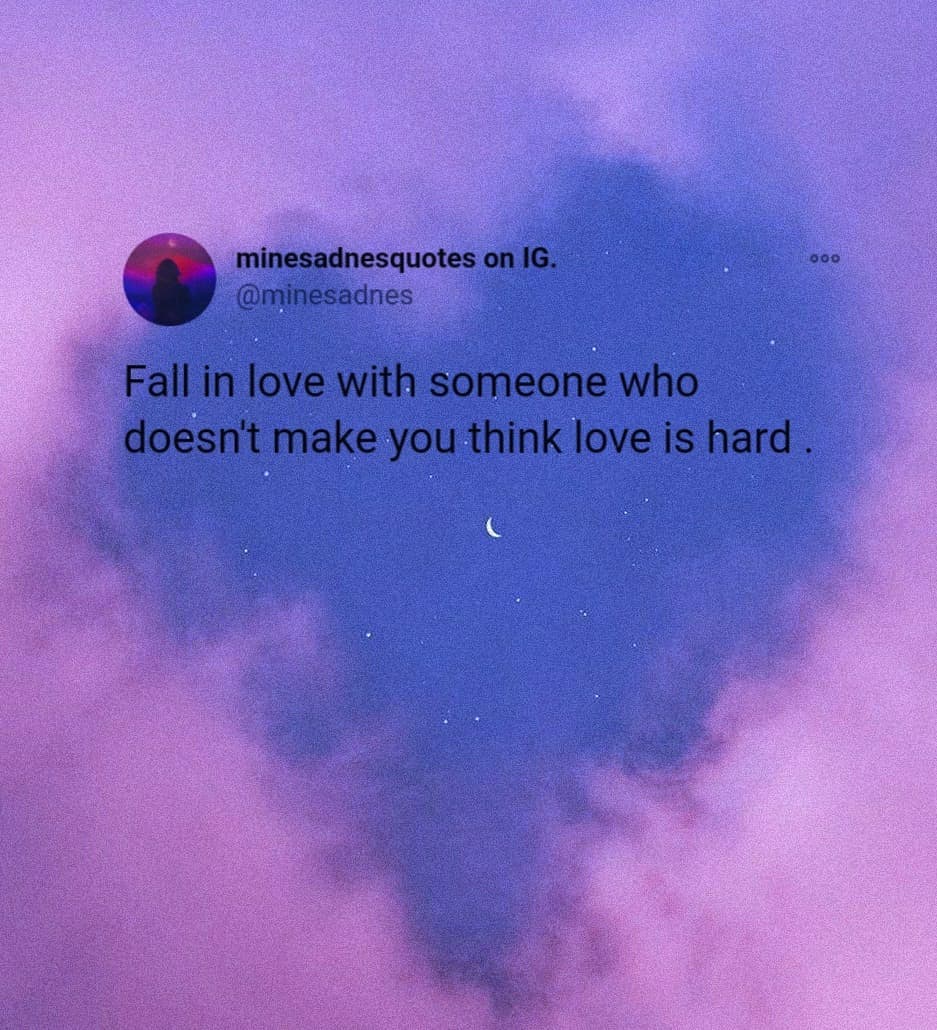 minesadnesquotes on IG.
@minesadnes
Fall in love with someone who
doesn't make you think love is hard .